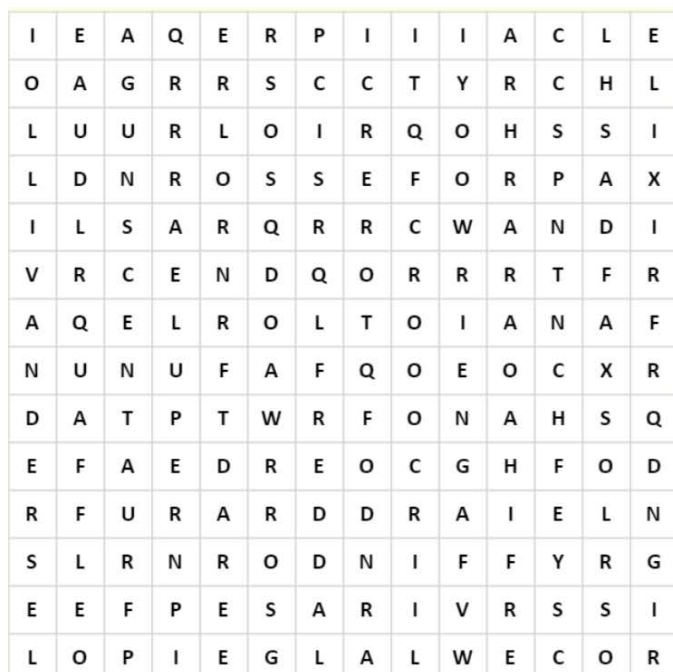 I E A Q E R P I I I A C L E
O A G R R S C C T Y R C H L
L U U R L O I R Q O H S S I
L D N R O S S E F O R P A X
I L S A R Q R R C W A N D I
V R C E N D Q O R R R T F R
A Q E L R O L T O I A N A F
N U N U F A F Q O E O C X R
D A T P T W R F O N A H S Q
E F A E D R E O C G H F O D
R F U R A R D D R A I E L N
S L R N R O D N I F F Y R G
E E F P E S A R I V R S S I
L O P I E G L A L W E C O R